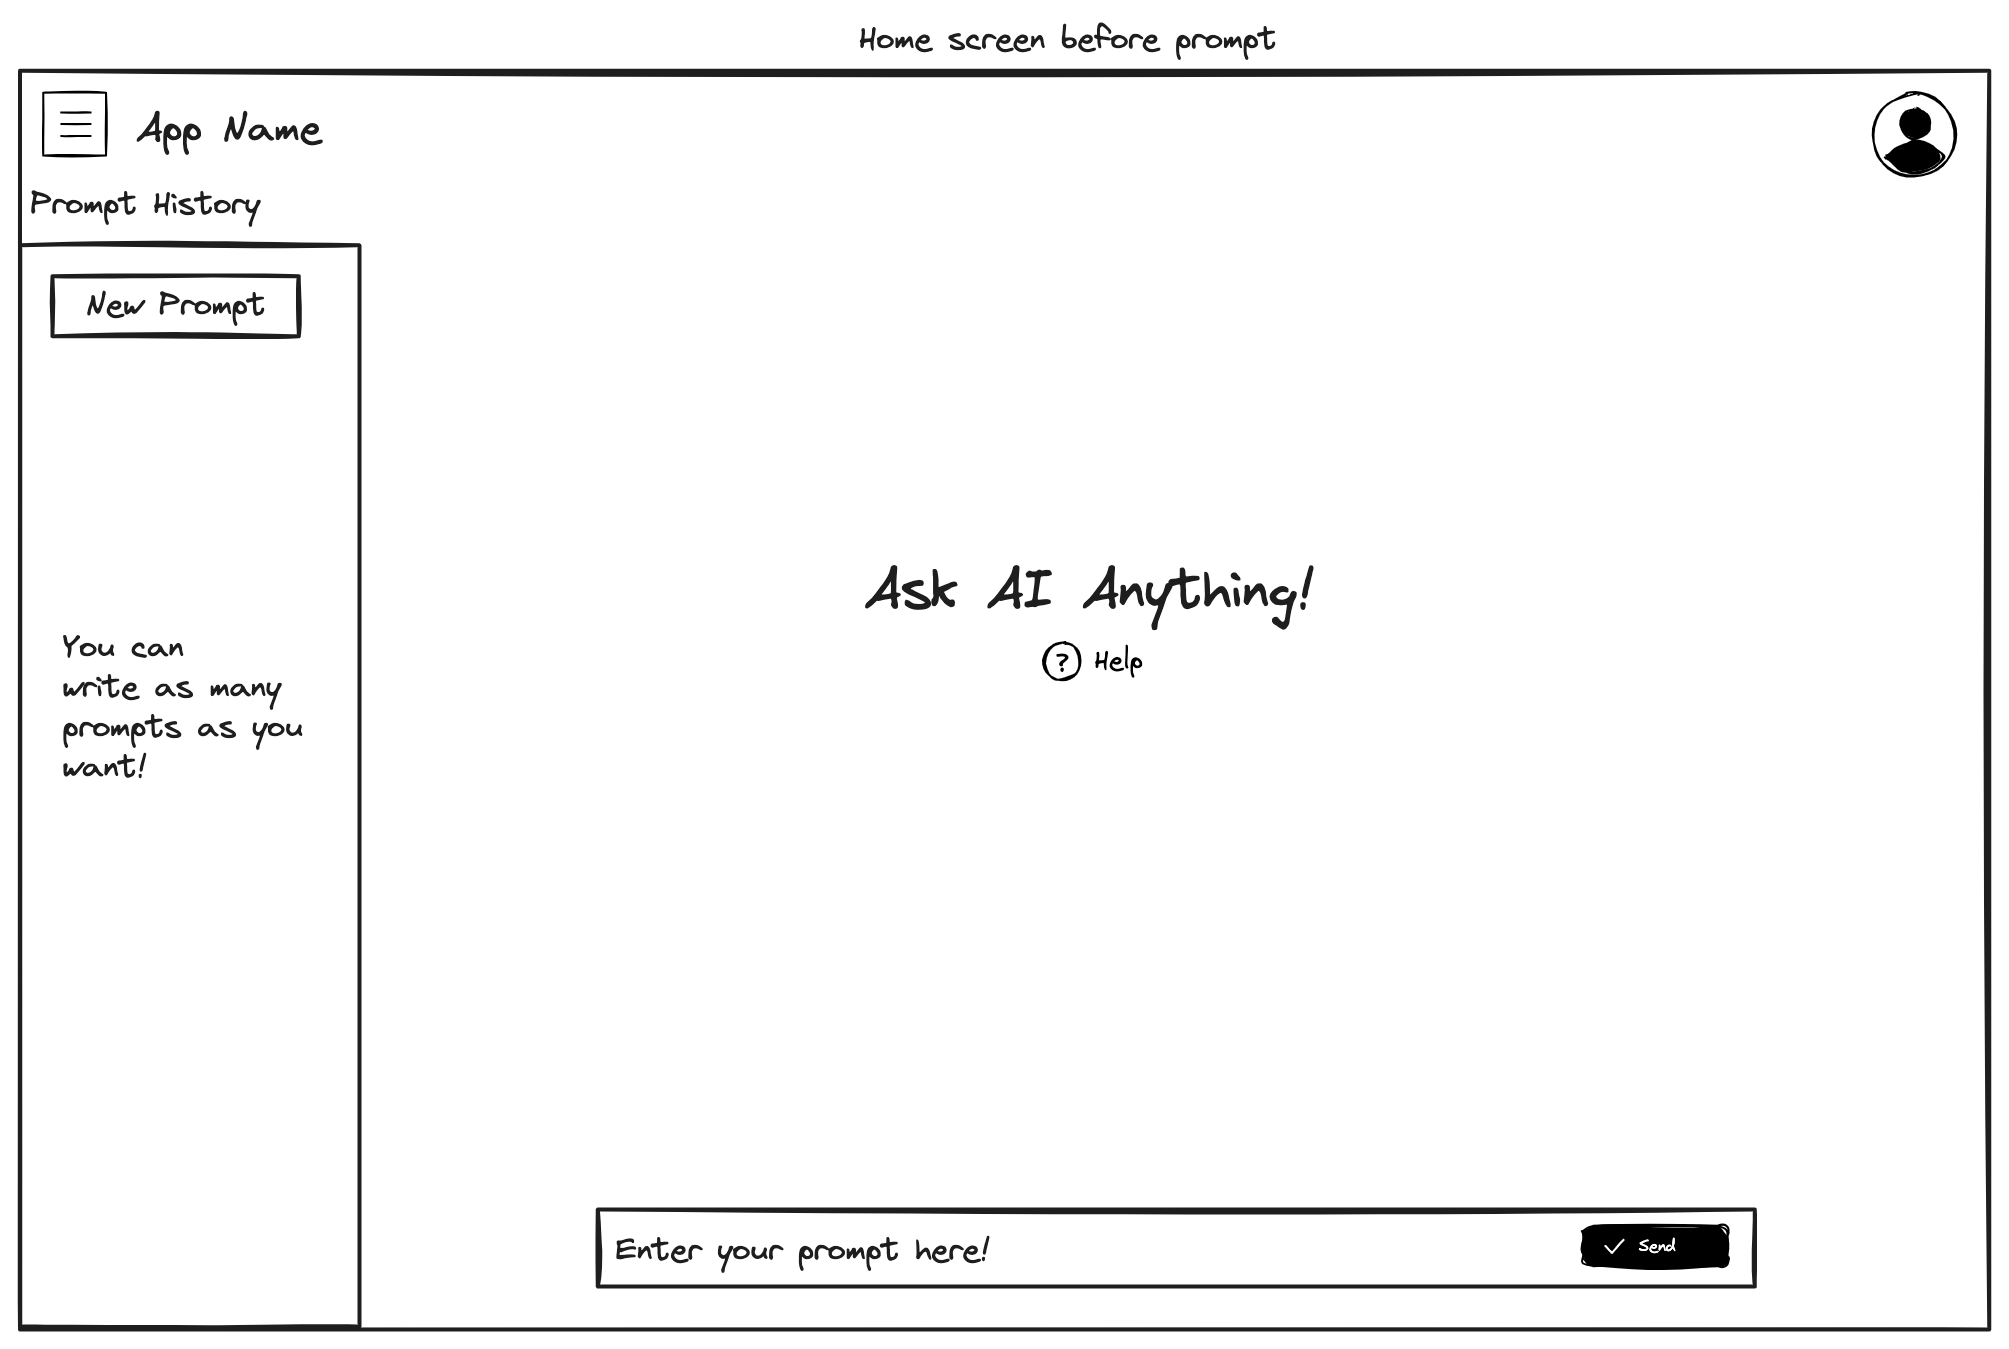 Home screen before prompt
App Name
Prompt History
New Prompt
You can
write as many
prompts as you
want!
Ask AI Anything!
? Help
Enter your prompt here!
Send